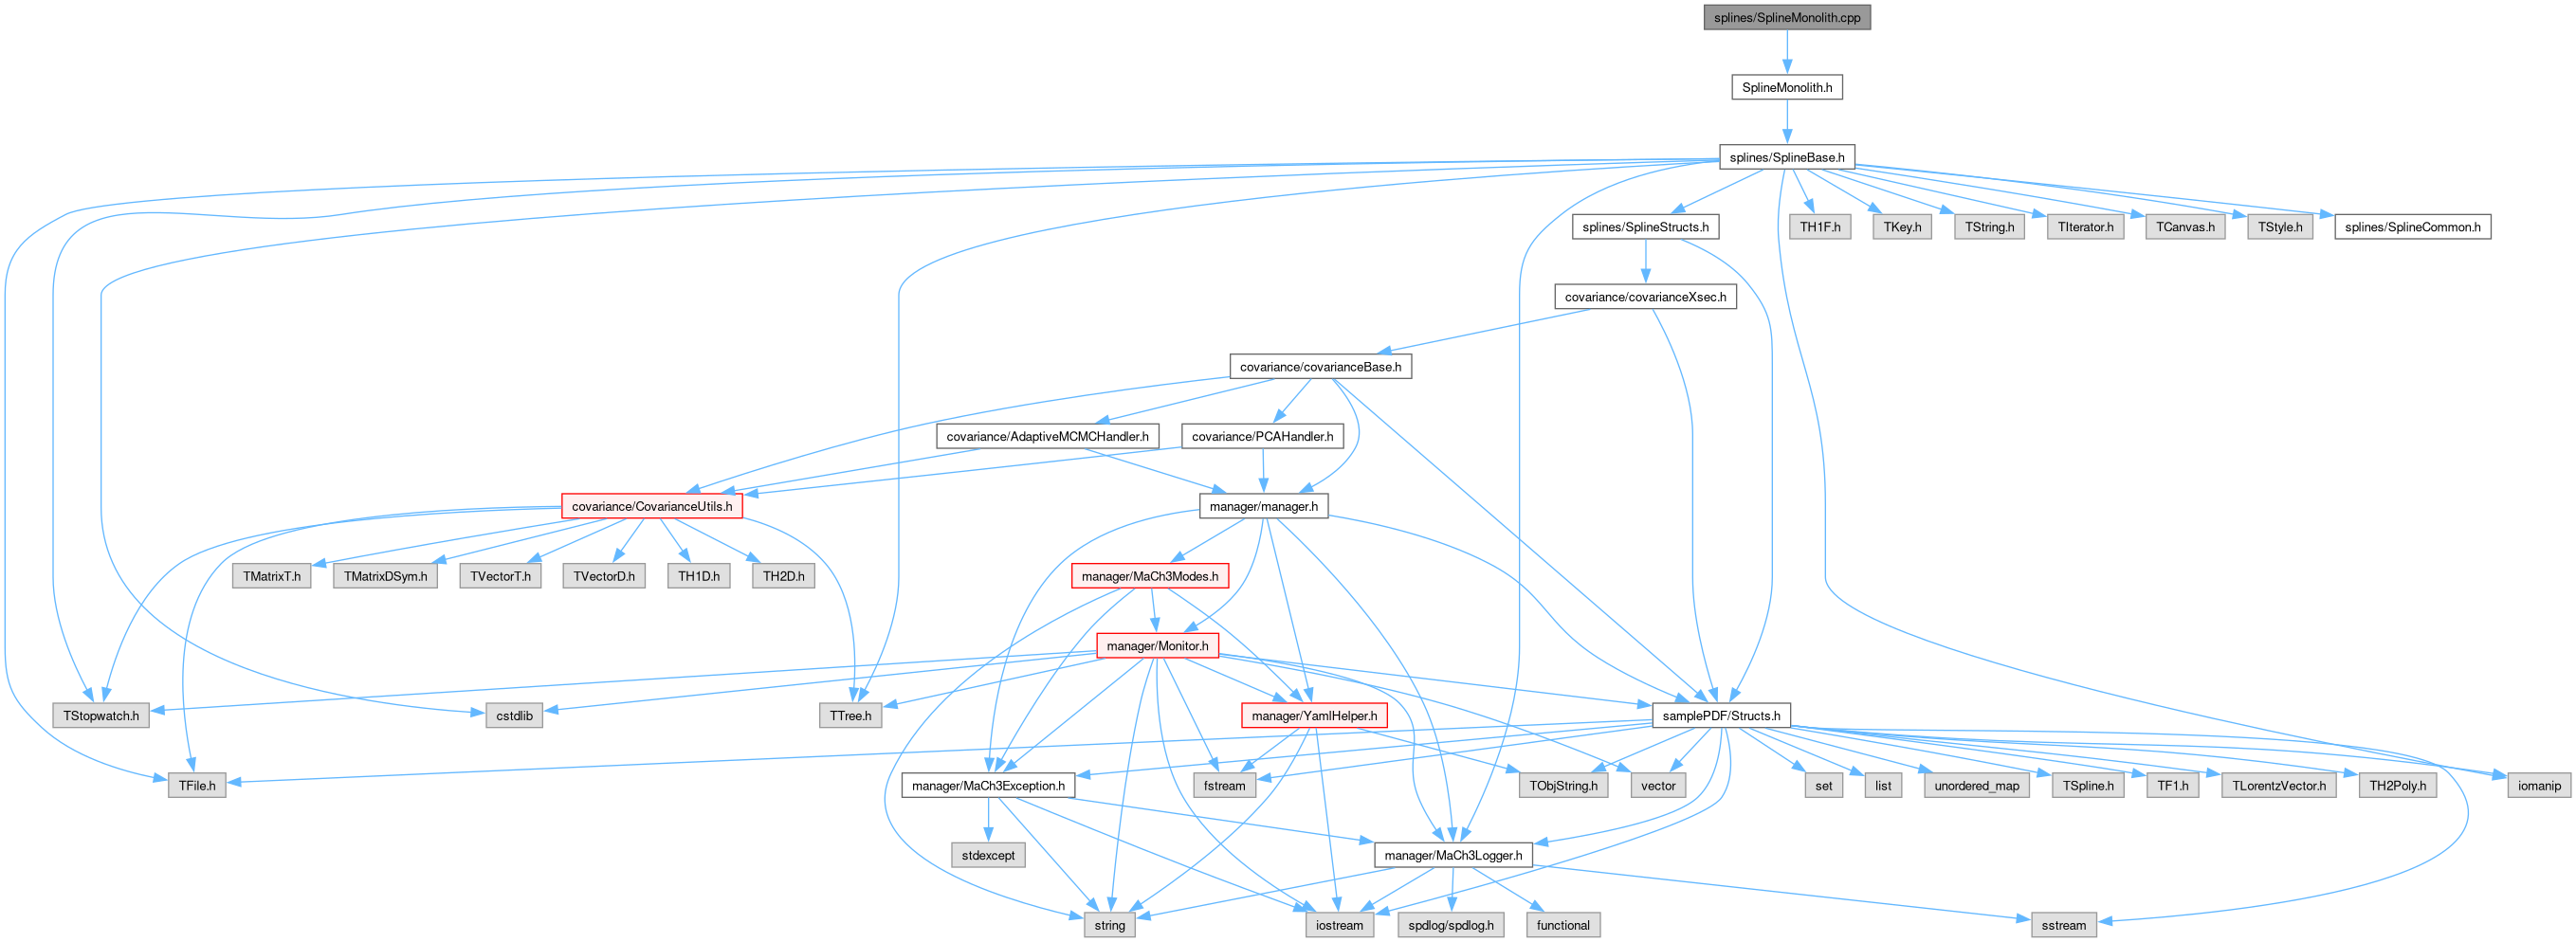 splines/SplineMonolith.cpp
SplineMonolith.h
splines/SplineBase.h
splines/SplineStructs.h
TH1F.h
TKey.h
TString.h
TIterator.h
TCanvas.h
TStyle.h
splines/SplineCommon.h
covariance/covarianceXsec.h
covariance/covarianceBase.h
covariance/AdaptiveMCMCHandler.h
covariance/PCAHandler.h
covariance/CovarianceUtils.h
manager/manager.h
TMatrixT.h
TMatrixDSym.h
TVectorT.h
TVectorD.h
TH1D.h
TH2D.h
manager/MaCh3Modes.h
manager/Monitor.h
TStopwatch.h
cstdlib
TTree.h
manager/YamlHelper.h
samplePDF/Structs.h
TFile.h
manager/MaCh3Exception.h
fstream
TObjString.h
vector
set
list
unordered_map
TSpline.h
TF1.h
TLorentzVector.h
TH2Poly.h
iomanip
stdexcept
manager/MaCh3Logger.h
string
iostream
spdlog/spdlog.h
functional
sstream